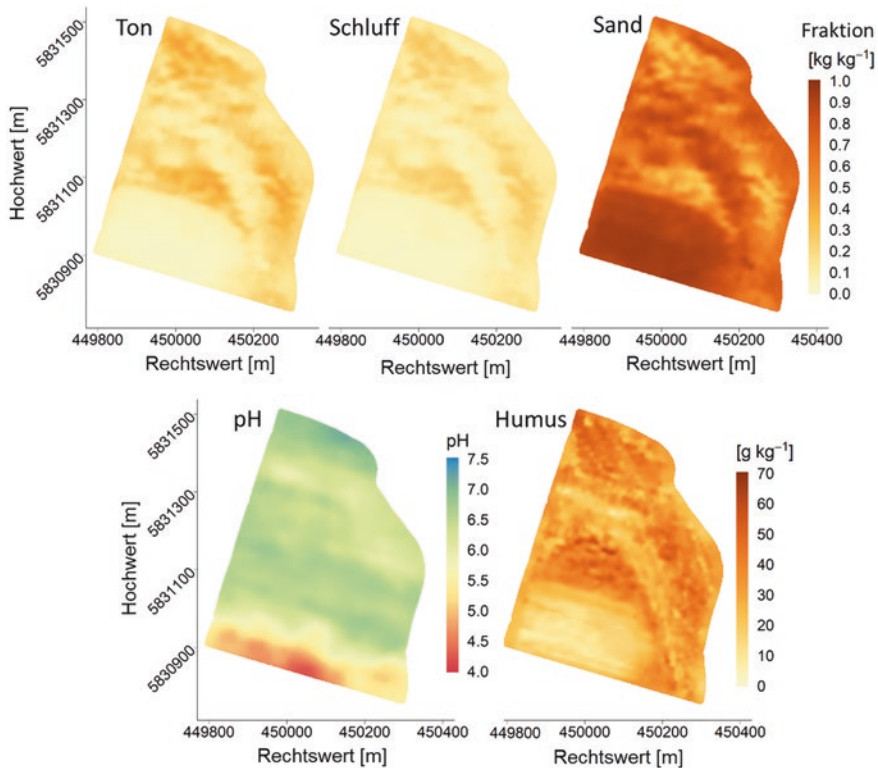 Ton
Schluff
Sand
Fraktion
[kg kg⁻¹]
1.0
0.9
0.8
0.7
0.6
0.5
0.4
0.3
0.2
0.1
0.0
Hochwert [m]
5831500
5831300
5831100
5830900
449800 450000 450200
449800 450000 450200
449800 450000 450200 450400
Rechtswert [m]
Rechtswert [m]
Rechtswert [m]
pH
Humus
pH
7.5
7.0
6.5
6.0
5.5
5.0
4.5
4.0
[g kg⁻¹]
70
60
50
40
30
20
10
0
Hochwert [m]
5831500
5831300
5831100
5830900
449800 450000 450200 450400
449800 450000 450200 450400
Rechtswert [m]
Rechtswert [m]